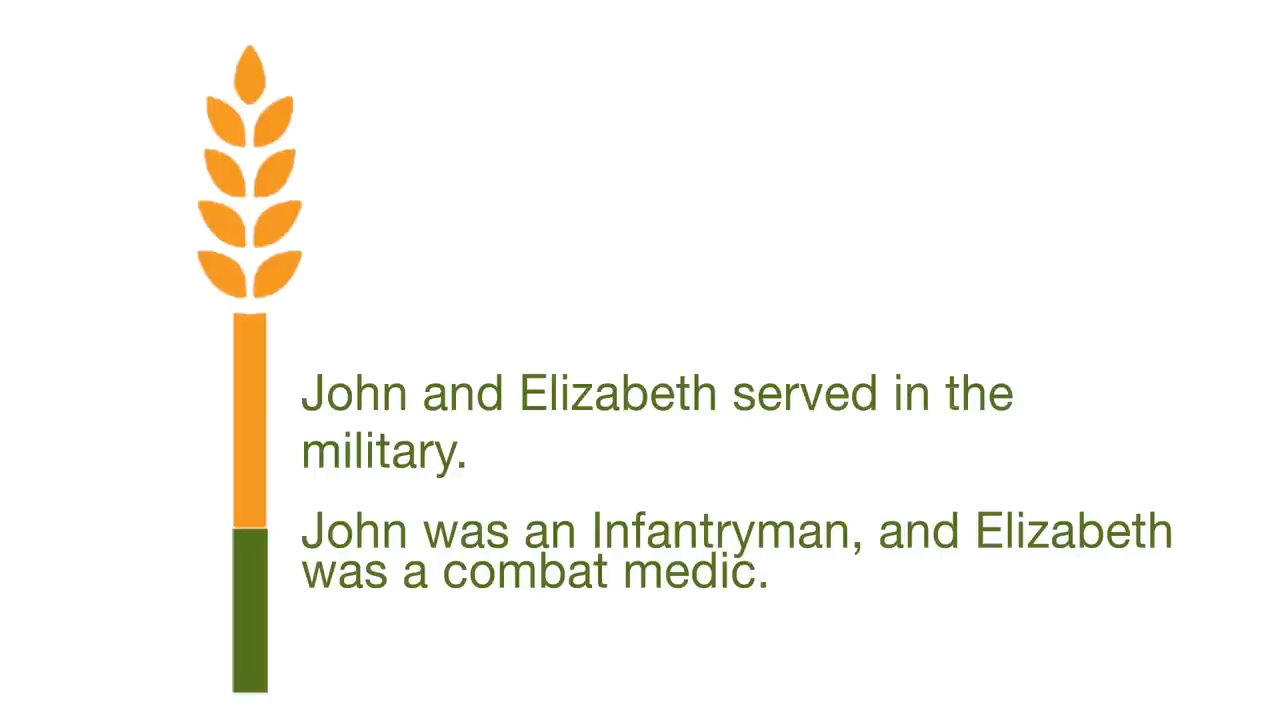 John and Elizabeth served in the
military.
John was an Infantryman, and Elizabeth
was a combat medic.